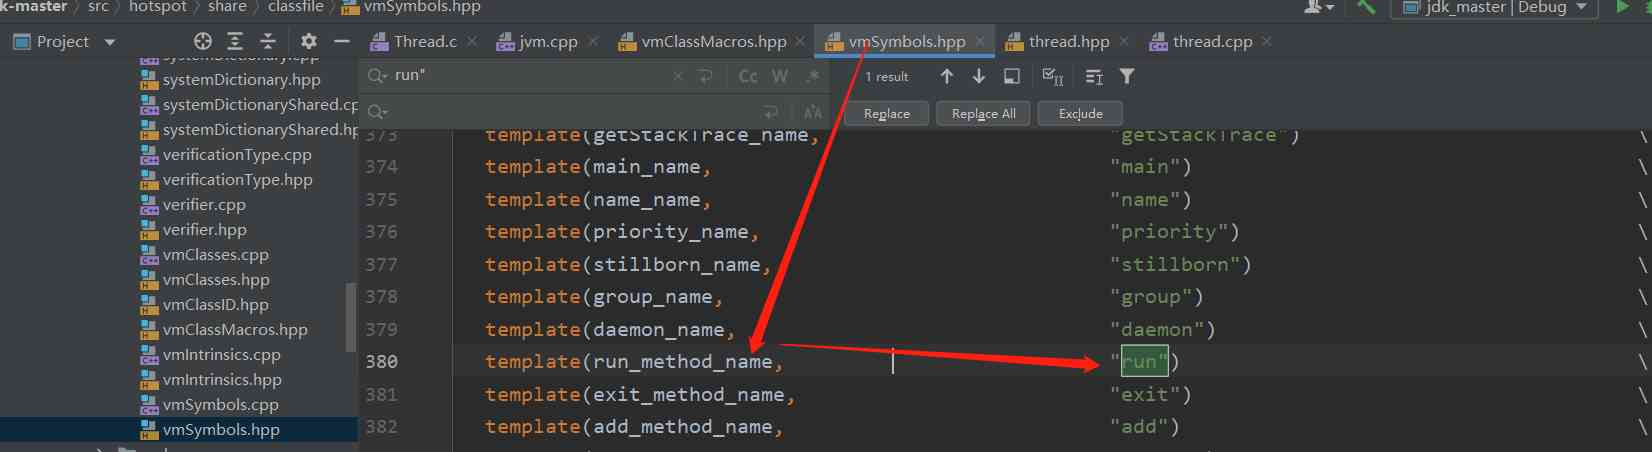 k-master › src › hotspot › share › classfile › vmSymbols.hpp
jdk_master | Debug
Project
Thread.c
jvm.cpp
vmClassMacros.hpp
vmSymbols.hpp
thread.hpp
thread.cpp
systemDictionary.hpp
systemDictionaryShared.cp
systemDictionaryShared.hp
verificationType.cpp
verificationType.hpp
verifier.cpp
verifier.hpp
vmClasses.cpp
vmClasses.hpp
vmClassID.hpp
vmClassMacros.hpp
vmIntrinsics.cpp
vmIntrinsics.hpp
vmSymbols.cpp
vmSymbols.hpp
run"
Cc W .*
1 result
Replace
Replace All
Exclude
373 template(getStackTrace_name, "getStackTrace") \
374 template(main_name, "main") \
375 template(name_name, "name") \
376 template(priority_name, "priority") \
377 template(stillborn_name, "stillborn") \
378 template(group_name, "group") \
379 template(daemon_name, "daemon") \
380 template(run_method_name, "run") \
381 template(exit_method_name, "exit") \
382 template(add_method_name, "add") \